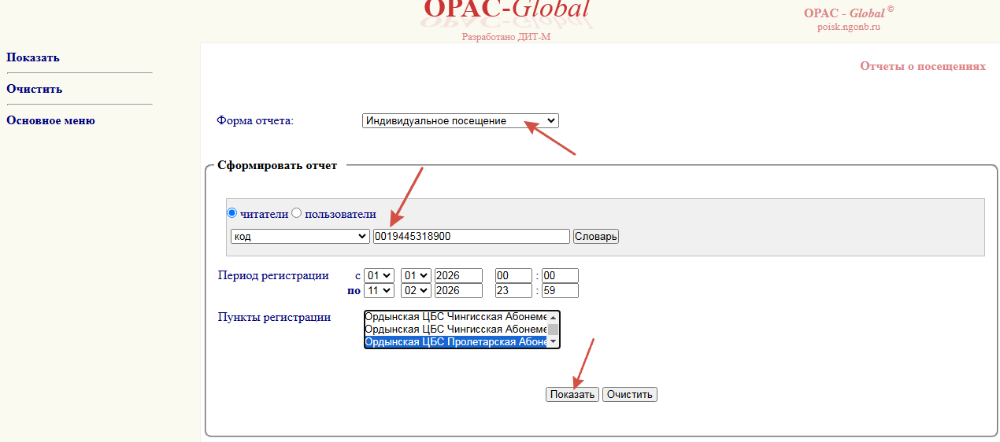 OPAC-Global
Разработано ДИТ-М
OPAC - Global ©
poisk.ngonb.ru
Показать
Очистить
Основное меню
Отчеты о посещениях
Форма отчета: Индивидуальное посещение
Сформировать отчет
читатели пользователи
код 0019445318900 Словарь
Период регистрации с 01 01 2026 00 : 00
по 11 02 2026 23 : 59
Пункты регистрации
Ордынская ЦБС Чингисская Абонеме
Ордынская ЦБС Чингисская Абонеме
Ордынская ЦБС Пролетарская Абоне
Показать Очистить